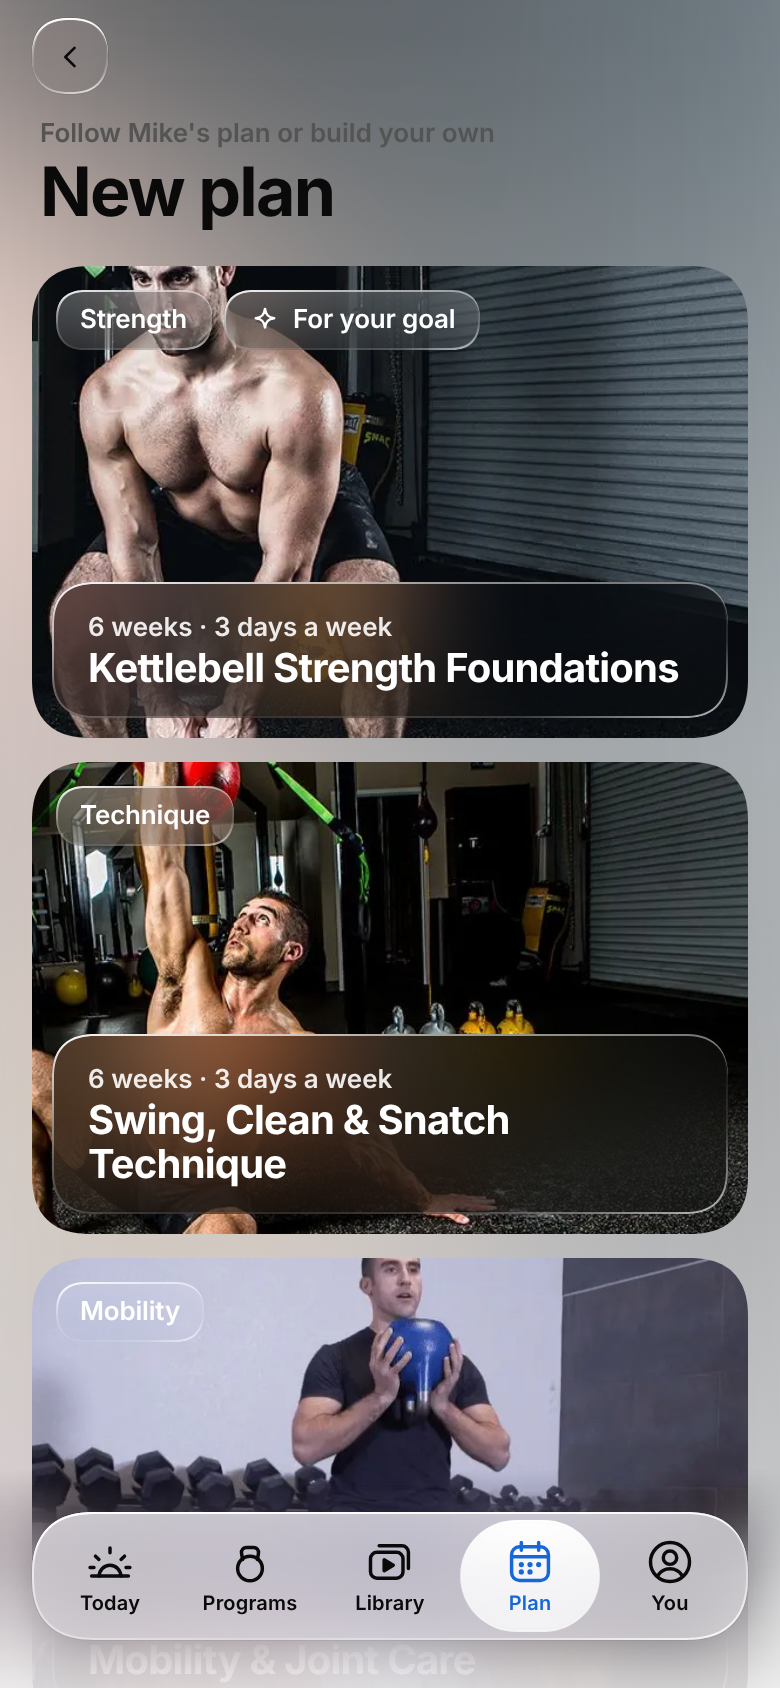 Follow Mike's plan or build your own
New plan
Strength
For your goal
6 weeks · 3 days a week
Kettlebell Strength Foundations
Technique
6 weeks · 3 days a week
Swing, Clean & Snatch
Technique
Mobility
Today
Programs
Library
Plan
You
Mobility & Joint Care